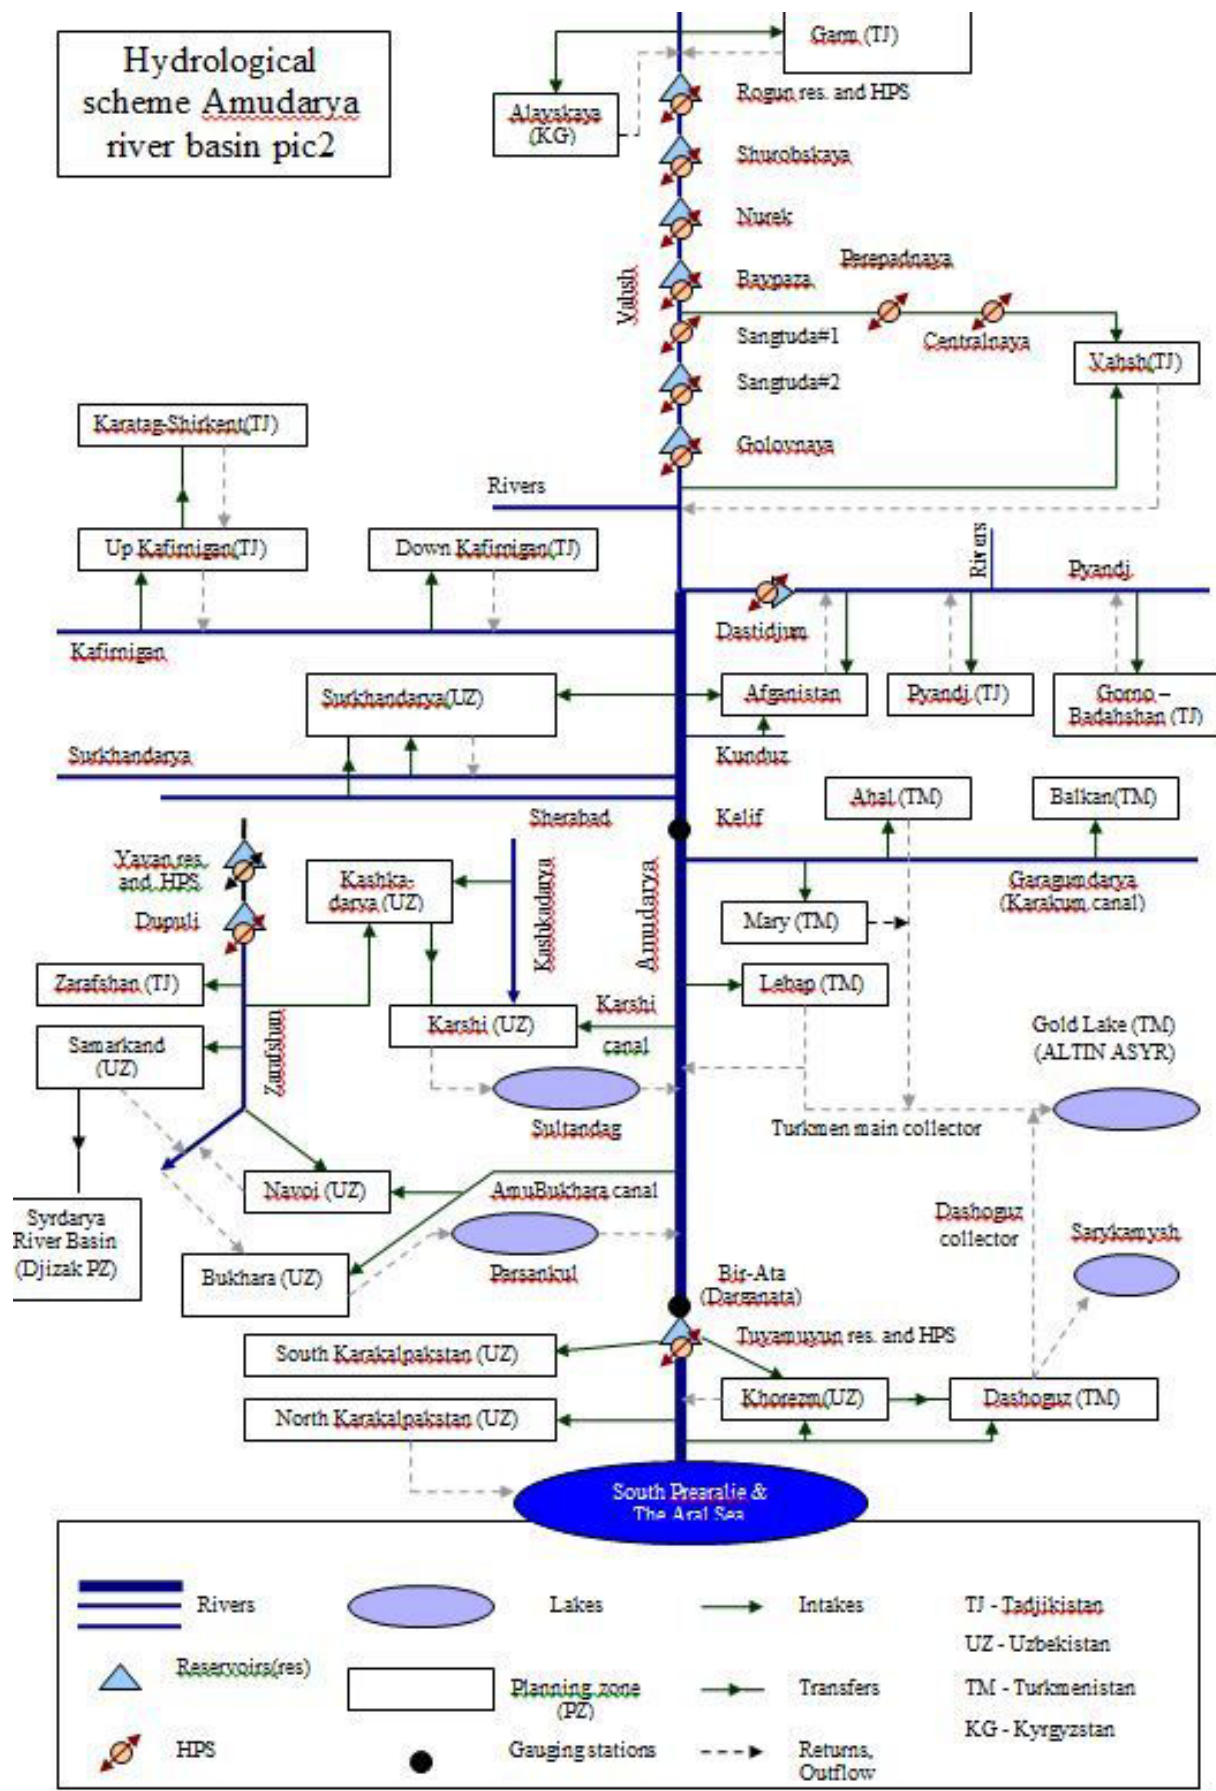 Hydrological
scheme Amudarya
river basin pic2
Garm (TJ)
Alayskaya
(KG)
Rogun res. and HPS
Shurobskaya
Nurek
Vahsh
Baypaza
Perepadnaya
Sangtuda#1
Centralnaya
Vahsh(TJ)
Sangtuda#2
Golovnaya
Karatag-Shirkent(TJ)
Rivers
Up Kafirnigan(TJ)
Down Kafirnigan(TJ)
Rivers
Pyandj
Dastidjum
Kafirnigan
Surkhandarya(UZ)
Afganistan
Pyandj (TJ)
Gorno –
Badahshan (TJ)
Surkhandarya
Kunduz
Sherabad
Kelif
Ahal (TM)
Balkan(TM)
Yavan res.
and HPS
Kashka-
darya (UZ)
Kashkadarya
Amudarya
Garagumdarya
(Karakum canal)
Dupuli
Mary (TM)
Zarafshan (TJ)
Lebap (TM)
Karshi (UZ)
Karshi
canal
Samarkand
(UZ)
Zarafshan
Gold Lake (TM)
(ALTIN ASYR)
Sultandag
Turkmen main collector
Navoi (UZ)
AmuBukhara canal
Syrdarya
River Basin
(Djizak PZ)
Dashoguz
collector
Sarykamyah
Bukhara (UZ)
Parsankul
Bir-Ata
(Darganata)
South Karakalpakstan (UZ)
Tuyamuyun res. and HPS
Khorezm(UZ)
Dashoguz (TM)
North Karakalpakstan (UZ)
South Prearalie &
The Aral Sea
Rivers
Lakes
Intakes
TJ - Tadjikistan
UZ - Uzbekistan
Reservoirs(res)
Planning zone
(PZ)
Transfers
TM - Turkmenistan
KG - Kyrgyzstan
HPS
Gauging stations
Returns,
Outflow